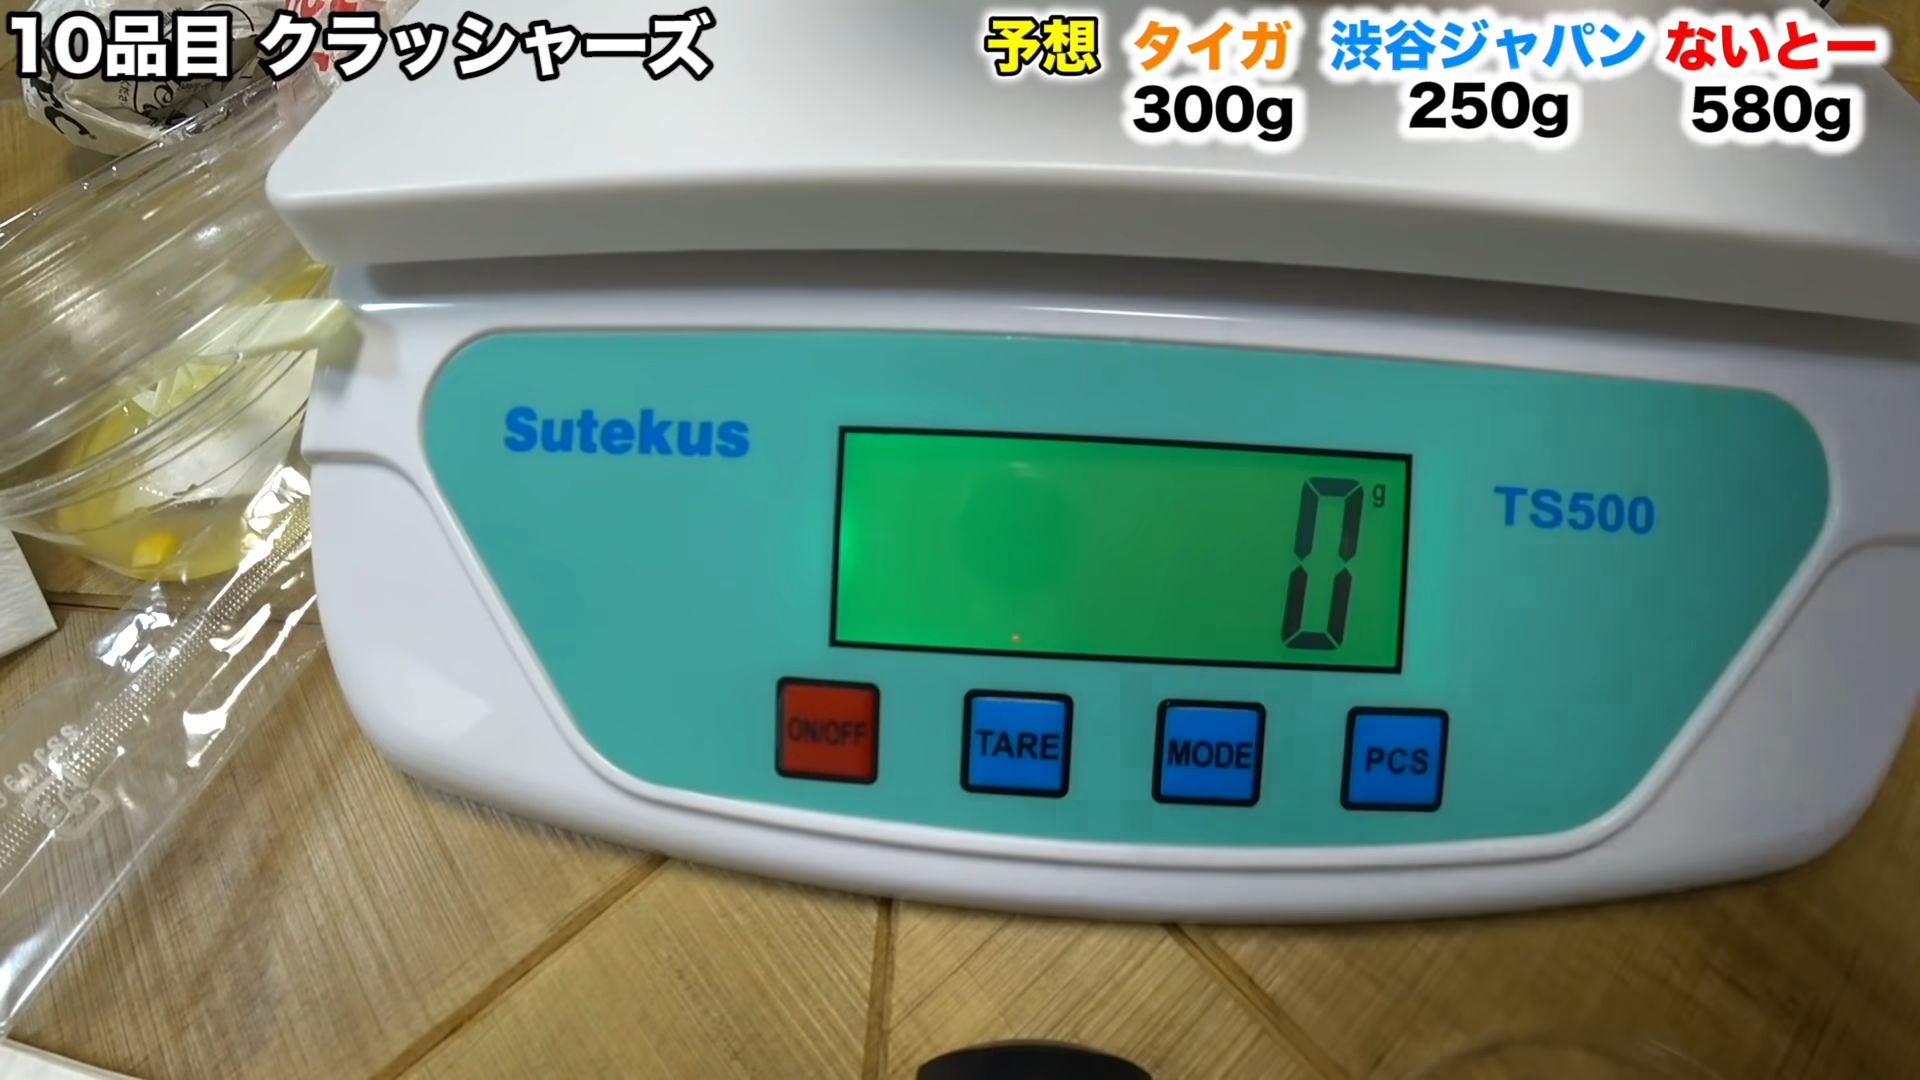 10品目 クラッシャーズ
予想 タイガ 渋谷ジャパン ないとー
300g 250g 580g
Sutekus
0 g
TS500
ON/OFF TARE MODE PCS